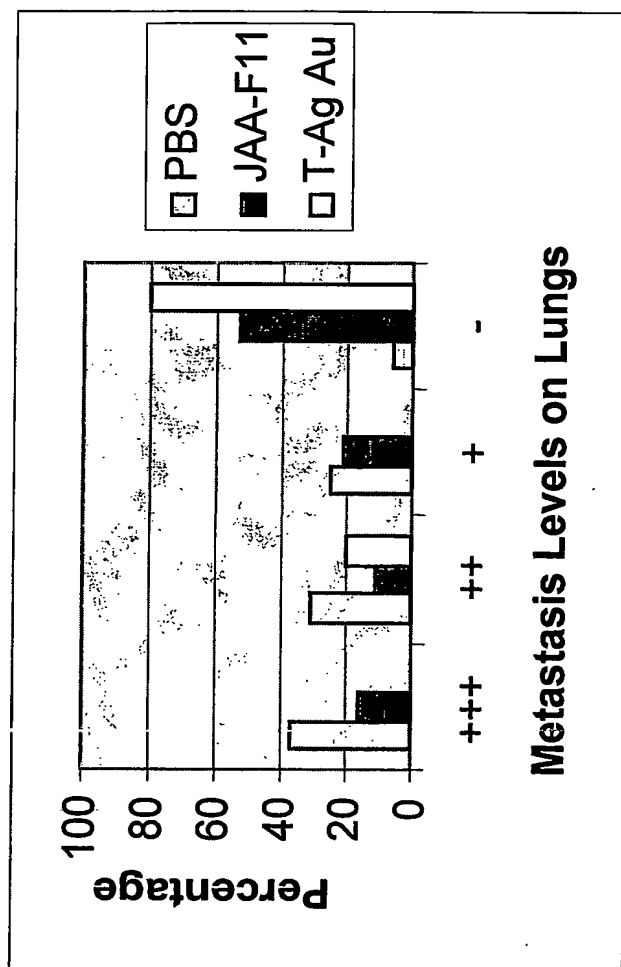 Percentage
100
80
60
40
20
0
+++
++
+
-
Metastasis Levels on Lungs
PBS
JAA-F11
T-Ag Au